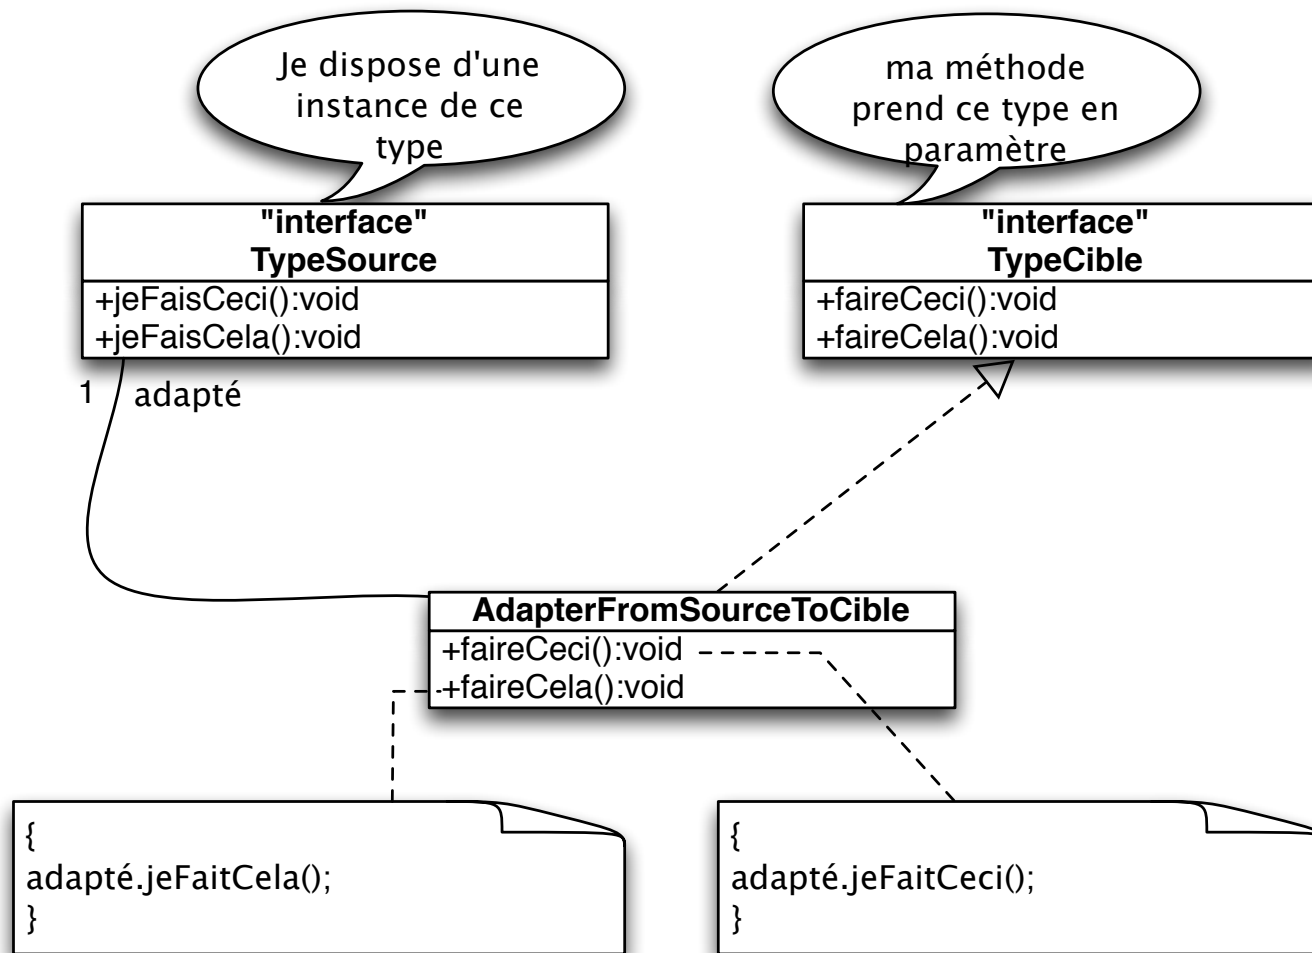 Je dispose d'une
instance de ce
type
ma méthode
prend ce type en
paramètre
"interface"
TypeSource
+jeFaisCeci():void
+jeFaisCela():void
"interface"
TypeCible
+faireCeci():void
+faireCela():void
1 adapté
AdapterFromSourceToCible
+faireCeci():void
+faireCela():void
{
adapté.jeFaitCela();
}
{
adapté.jeFaitCeci();
}